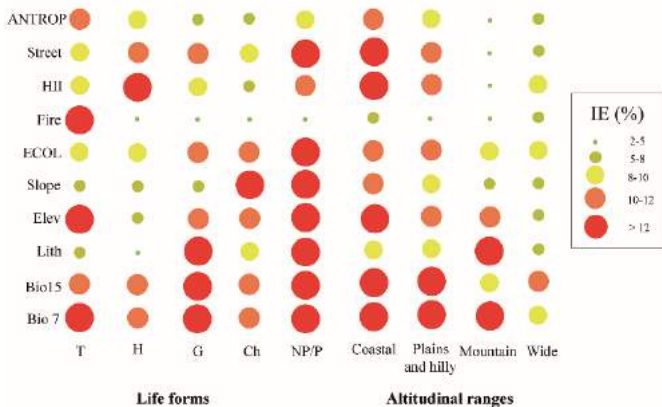 ANTROP
Street
HII
Fire
ECOL
Slope
Elev
Lith
Bio15
Bio 7
T H G Ch NP/P Coastal Plains and hilly Mountain Wide
Life forms Altitudinal ranges
IE (%)
2-5
5-8
8-10
10-12
> 12